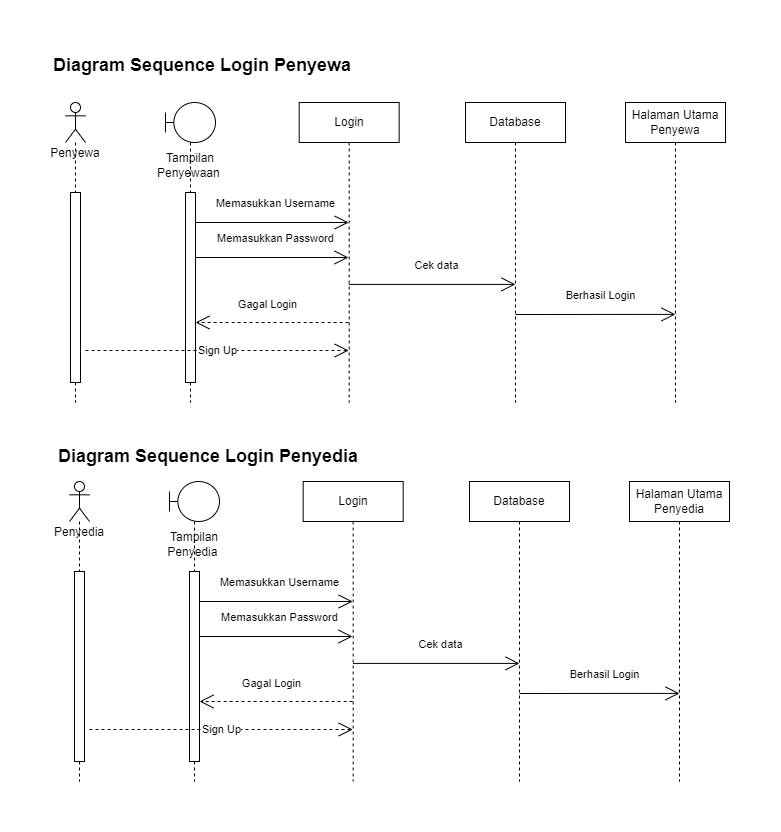 Diagram Sequence Login Penyewa
Penyewa
Tampilan
Penyewaan
Login
Database
Halaman Utama
Penyewa
Memasukkan Username
Memasukkan Password
Cek data
Berhasil Login
Gagal Login
Sign Up
Diagram Sequence Login Penyedia
Penyedia
Tampilan
Penyedia
Login
Database
Halaman Utama
Penyedia
Memasukkan Username
Memasukkan Password
Cek data
Berhasil Login
Gagal Login
Sign Up